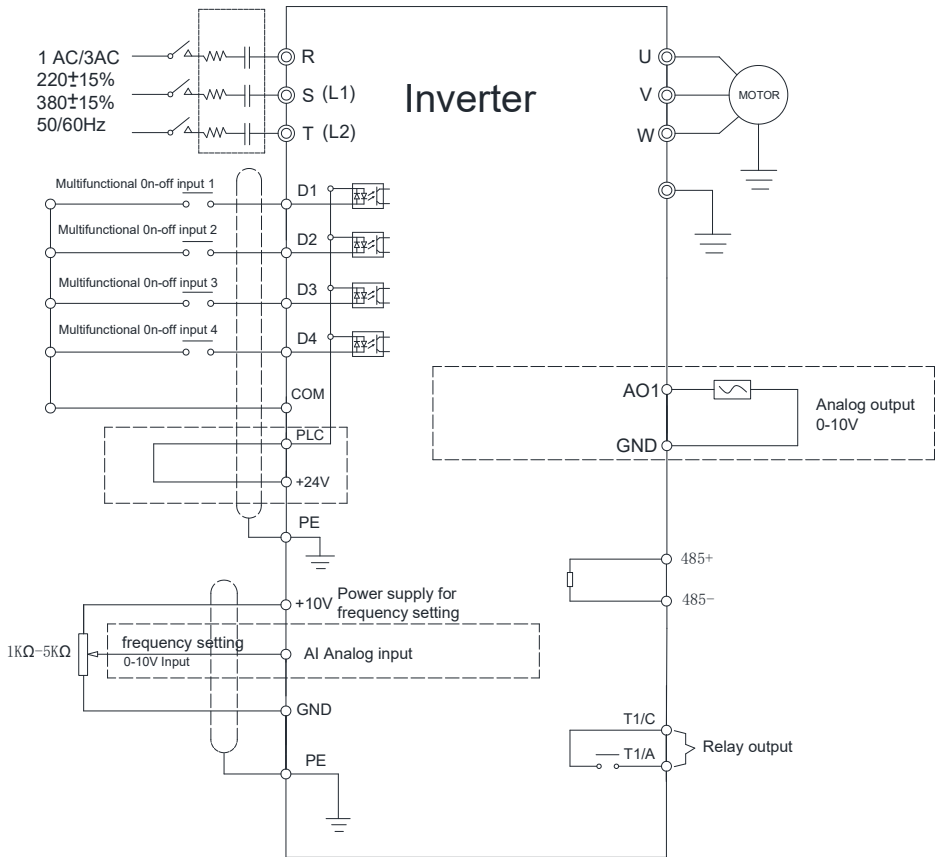 1 AC/3AC
220±15%
380±15%
50/60Hz
R
S (L1)
T (L2)
Inverter
U
V
W
MOTOR
Multifunctional 0n-off input 1
D1
Multifunctional 0n-off input 2
D2
Multifunctional 0n-off input 3
D3
Multifunctional 0n-off input 4
D4
COM
PLC
+24V
PE
AO1
GND
Analog output
0-10V
485+
485-
+10V
Power supply for
frequency setting
1KΩ-5KΩ
frequency setting
0-10V Input
AI Analog input
GND
PE
T1/C
T1/A
Relay output